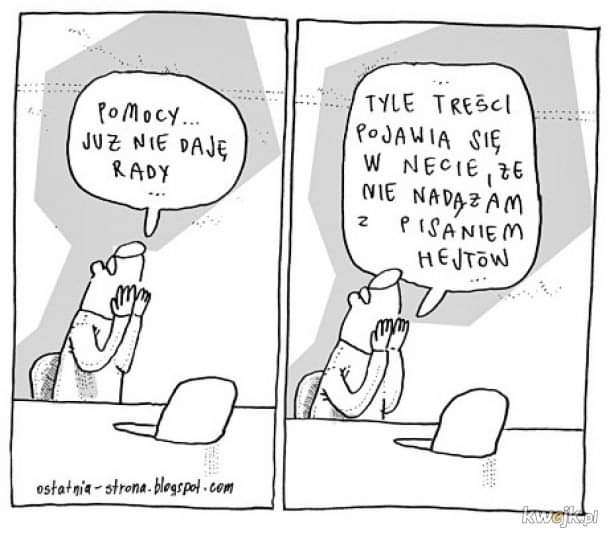 POMOCY...
JUŻ NIE DAJĘ
RADY
...
TYLE TREŚCI
POJAWIA SIĘ
W NECIE, ŻE
NIE NADĄŻAM
Z PISANIEM
HEJTÓW
...
ostatnia-strona.blogspot.com
kwejk.pl